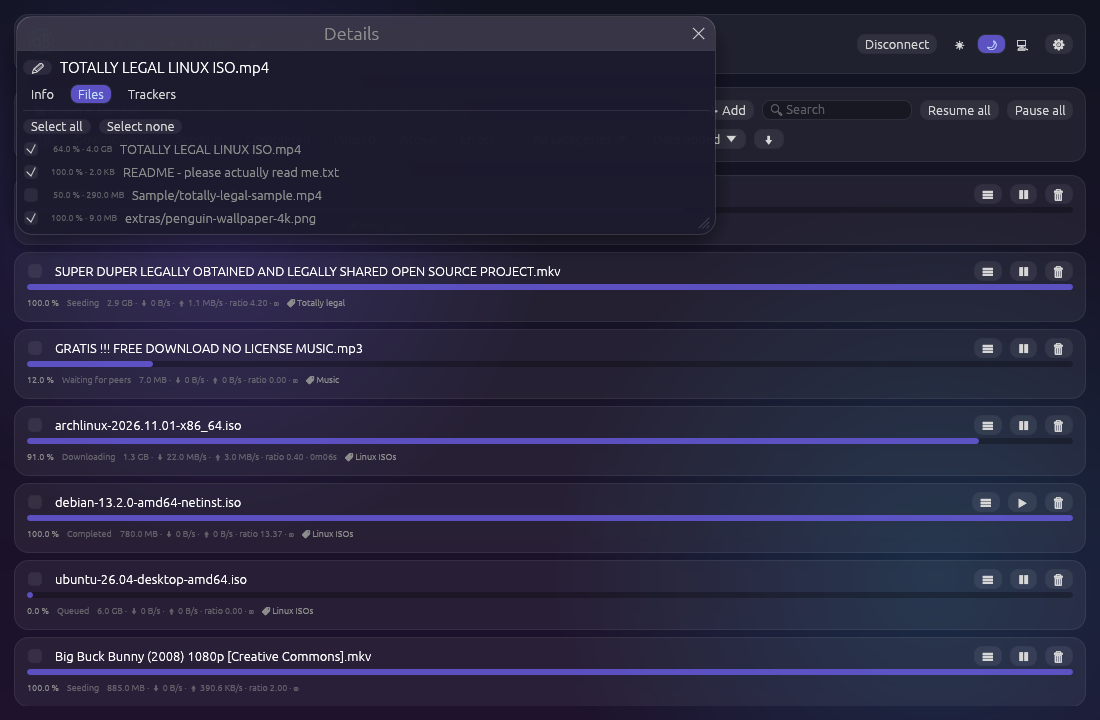 Details
TOTALLY LEGAL LINUX ISO.mp4
Info Files Trackers
Select all Select none
64.0 % · 4.0 GB TOTALLY LEGAL LINUX ISO.mp4
100.0 % · 2.0 KB README - please actually read me.txt
50.0 % · 290.0 MB Sample/totally-legal-sample.mp4
100.0 % · 9.0 MB extras/penguin-wallpaper-4k.png
Disconnect
Add Search Resume all Pause all
SUPER DUPER LEGALLY OBTAINED AND LEGALLY SHARED OPEN SOURCE PROJECT.mkv
100.0 % Seeding 2.9 GB · ↓ 0 B/s · ↑ 1.1 MB/s · ratio 4.20 · ∞ Totally legal
GRATIS !!! FREE DOWNLOAD NO LICENSE MUSIC.mp3
12.0 % Waiting for peers 7.0 MB · ↓ 0 B/s · ↑ 0 B/s · ratio 0.00 · ∞ Music
archlinux-2026.11.01-x86_64.iso
91.0 % Downloading 1.3 GB · ↓ 22.0 MB/s · ↑ 3.0 MB/s · ratio 0.40 · 0m06s Linux ISOs
debian-13.2.0-amd64-netinst.iso
100.0 % Completed 780.0 MB · ↓ 0 B/s · ↑ 0 B/s · ratio 13.37 · ∞ Linux ISOs
ubuntu-26.04-desktop-amd64.iso
0.0 % Queued 6.0 GB · ↓ 0 B/s · ↑ 0 B/s · ratio 0.00 · ∞ Linux ISOs
Big Buck Bunny (2008) 1080p [Creative Commons].mkv
100.0 % Seeding 885.0 MB · ↓ 0 B/s · ↑ 390.6 KB/s · ratio 2.00 · ∞